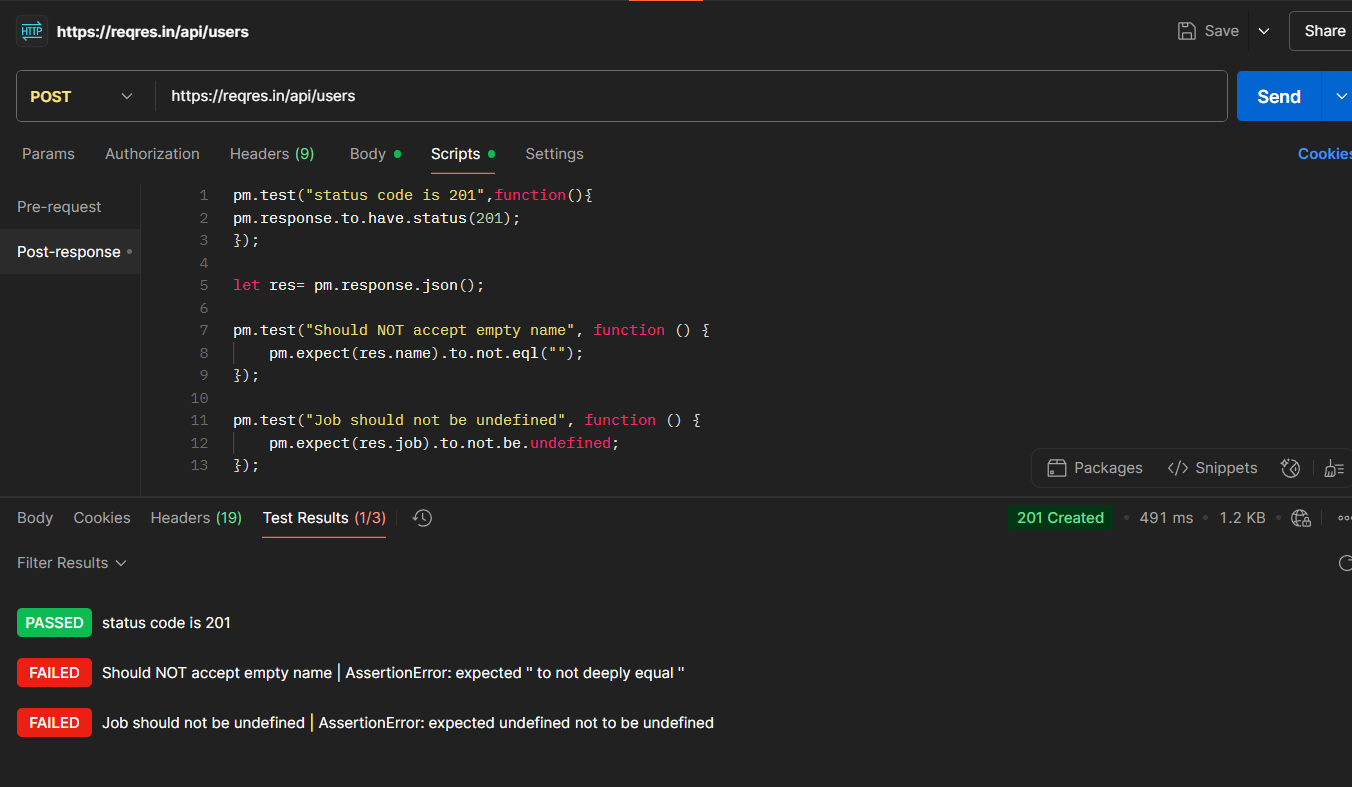 HTTP https://reqres.in/api/users Save Share
POST https://reqres.in/api/users Send
Params Authorization Headers (9) Body Scripts Settings Cookies
Pre-request
Post-response
1 pm.test("status code is 201",function(){
2 pm.response.to.have.status(201);
3 });
4
5 let res= pm.response.json();
6
7 pm.test("Should NOT accept empty name", function () {
8 pm.expect(res.name).to.not.eql("");
9 });
10
11 pm.test("Job should not be undefined", function () {
12 pm.expect(res.job).to.not.be.undefined;
13 });
Packages </> Snippets
Body Cookies Headers (19) Test Results (1/3) 201 Created • 491 ms • 1.2 KB •
Filter Results
PASSED status code is 201
FAILED Should NOT accept empty name | AssertionError: expected '' to not deeply equal ''
FAILED Job should not be undefined | AssertionError: expected undefined not to be undefined